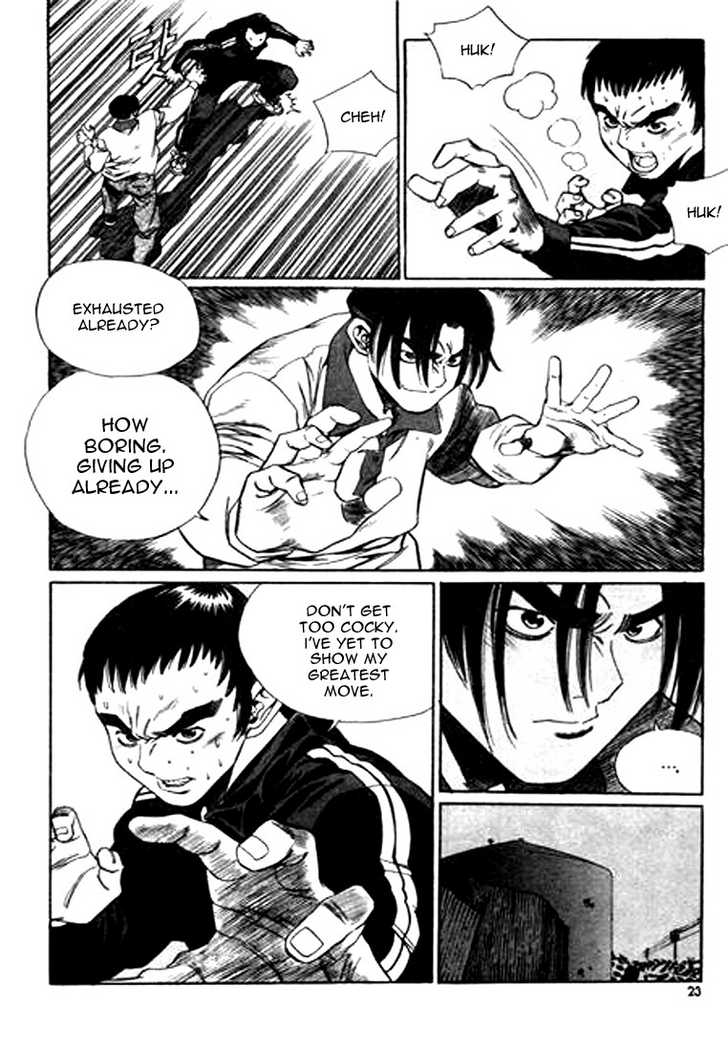 탁
CHEH!
HUK!
HUK!
EXHAUSTED
ALREADY?
HOW
BORING.
GIVING UP
ALREADY...
DON'T GET
TOO COCKY.
I'VE YET TO
SHOW MY
GREATEST
MOVE.
....
23